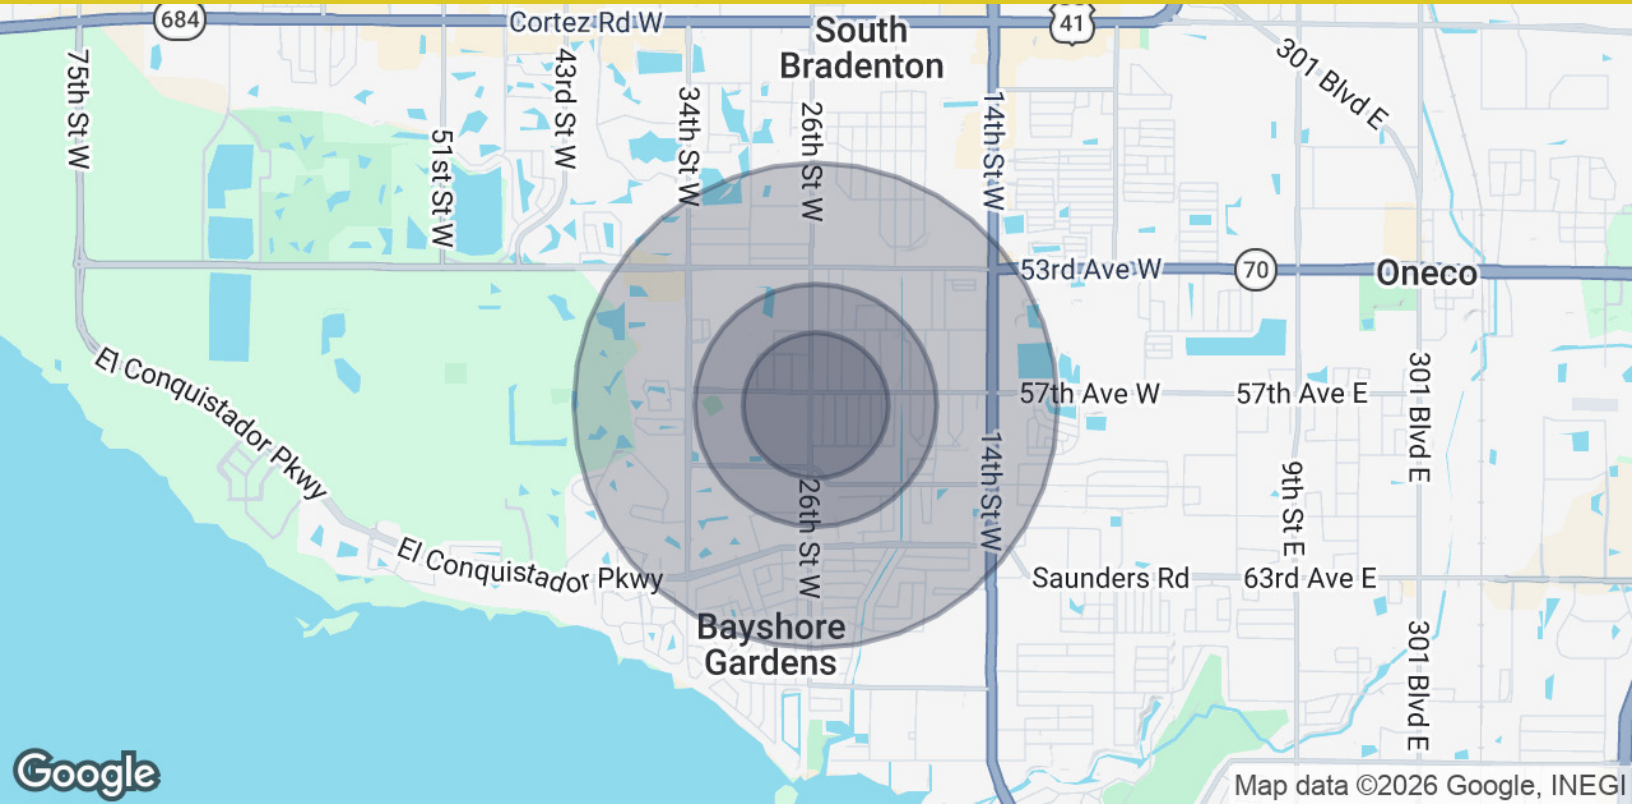 684
Cortez Rd W
South
Bradenton
41
301 Blvd E
75th St W
43rd St W
34th St W
26th St W
14th St W
51st St W
53rd Ave W
70
Oneco
El Conquistador Pkwy
57th Ave W
57th Ave E
301 Blvd E
14th St W
9th St E
26th St W
El Conquistador Pkwy
Saunders Rd
63rd Ave E
Bayshore
Gardens
301 Blvd E
Google
Map data ©2026 Google, INEGI